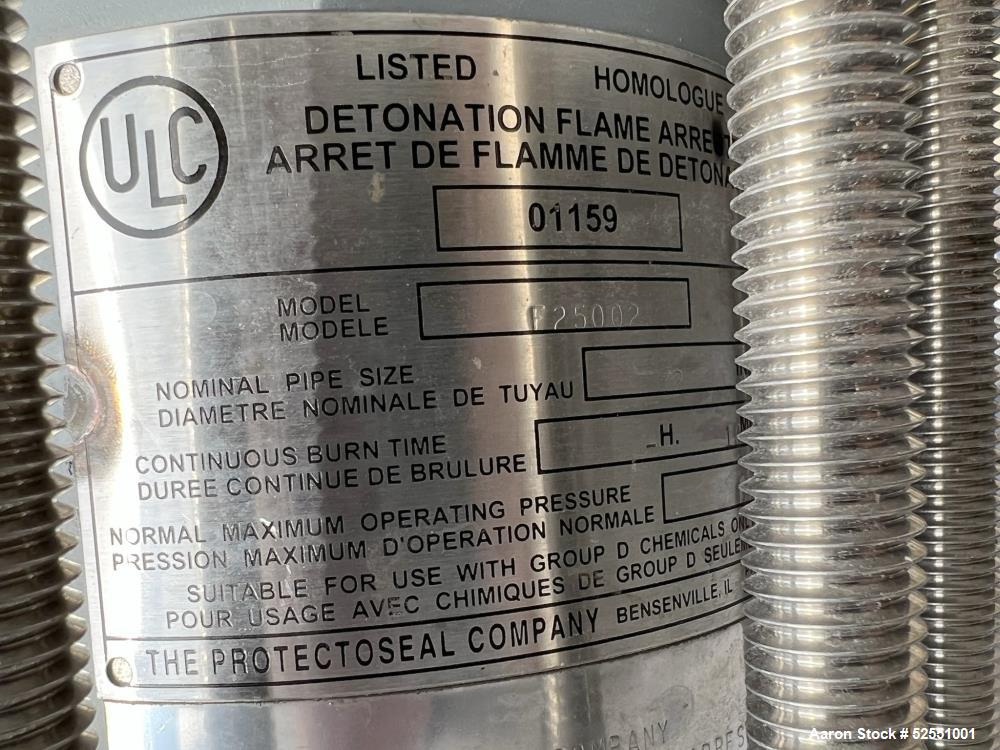 ULC
LISTED HOMOLOGUE
DETONATION FLAME ARRE
ARRET DE FLAMME DE DETONA
01159
MODEL
MODELE
F25002
NOMINAL PIPE SIZE
DIAMETRE NOMINALE DE TUYAU
CONTINUOUS BURN TIME
DUREE CONTINUE DE BRULURE
H.
NORMAL MAXIMUM OPERATING PRESSURE
PRESSION MAXIMUM D'OPERATION NORMALE
SUITABLE FOR USE WITH GROUP D CHEMICALS ONL
POUR USAGE AVEC CHIMIQUES DE GROUP D SEULEM
THE PROTECTOSEAL COMPANY BENSENVILLE, IL
COMPANY
Aaron Stock # 52551001